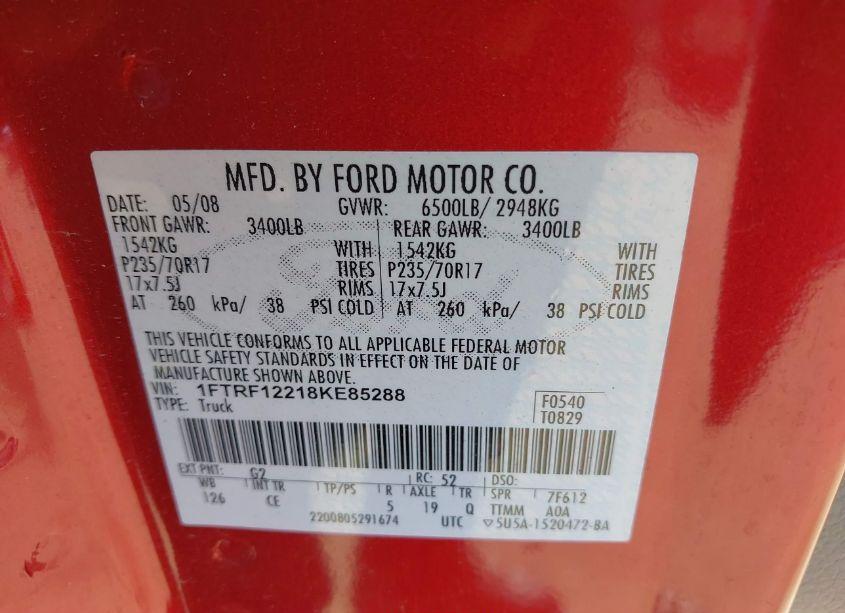 MFD. BY FORD MOTOR CO.
DATE: 05/08 GVWR: 6500LB/ 2948KG
FRONT GAWR: 3400LB REAR GAWR: 3400LB
1542KG WITH 1542KG WITH
P235/70R17 TIRES P235/70R17 TIRES
17x7.5J RIMS 17x7.5J RIMS
AT 260 kPa/ 38 PSI COLD AT 260 kPa/ 38 PSI COLD
THIS VEHICLE CONFORMS TO ALL APPLICABLE FEDERAL MOTOR
VEHICLE SAFETY STANDARDS IN EFFECT ON THE DATE OF
MANUFACTURE SHOWN ABOVE.
VIN: 1FTRF12218KE85288 F0540
TYPE: Truck T0829
EXT PNT: G2 RC: 52 DSO:
WB INT TR TP/PS R AXLE TR SPR 7F612
126 CE 5 19 Q TTMM A0A
2200805291674 UTC ▽5U5A-1520472-BA